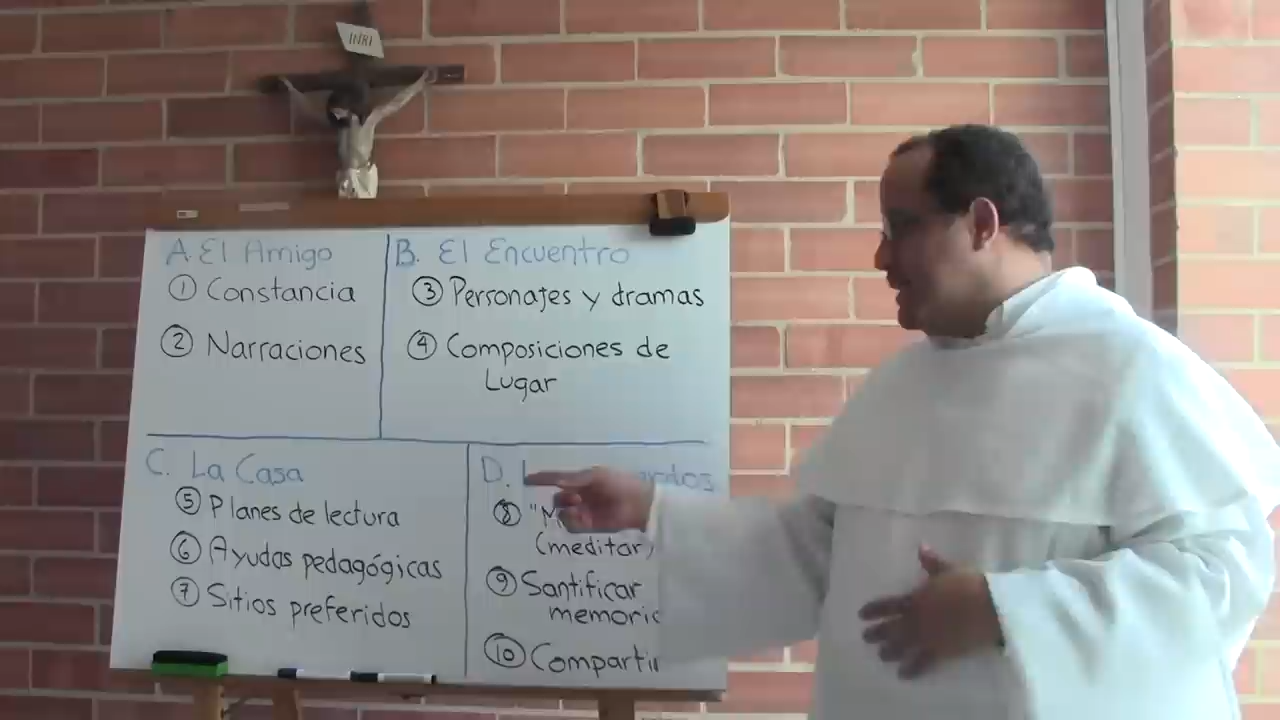 INRI
A. El Amigo
① Constancia
② Narraciones
B. El Encuentro
③ Personajes y dramas
④ Composiciones de
Lugar
C. La Casa
⑤ Planes de lectura
⑥ Ayudas pedagógicas
⑦ Sitios preferidos
D.
⑧
(meditar)
⑨ Santificar
⑩